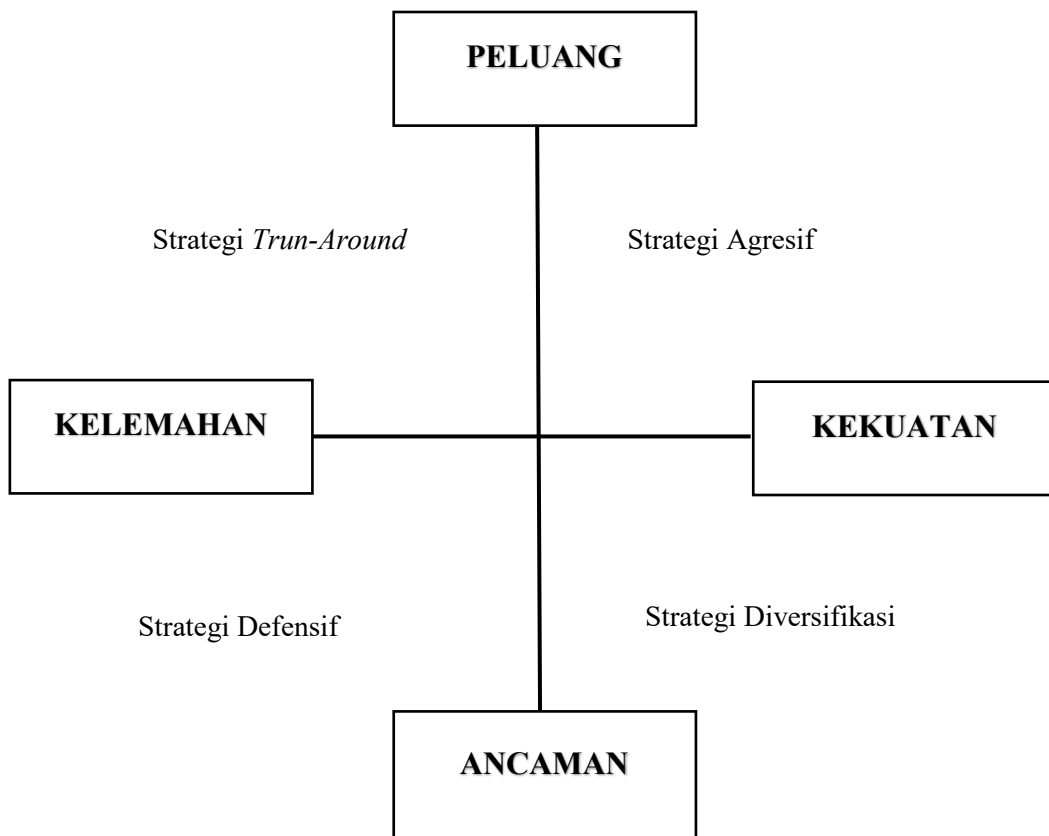 PELUANG
Strategi Trun-Around
Strategi Agresif
KELEMAHAN
KEKUATAN
Strategi Defensif
Strategi Diversifikasi
ANCAMAN